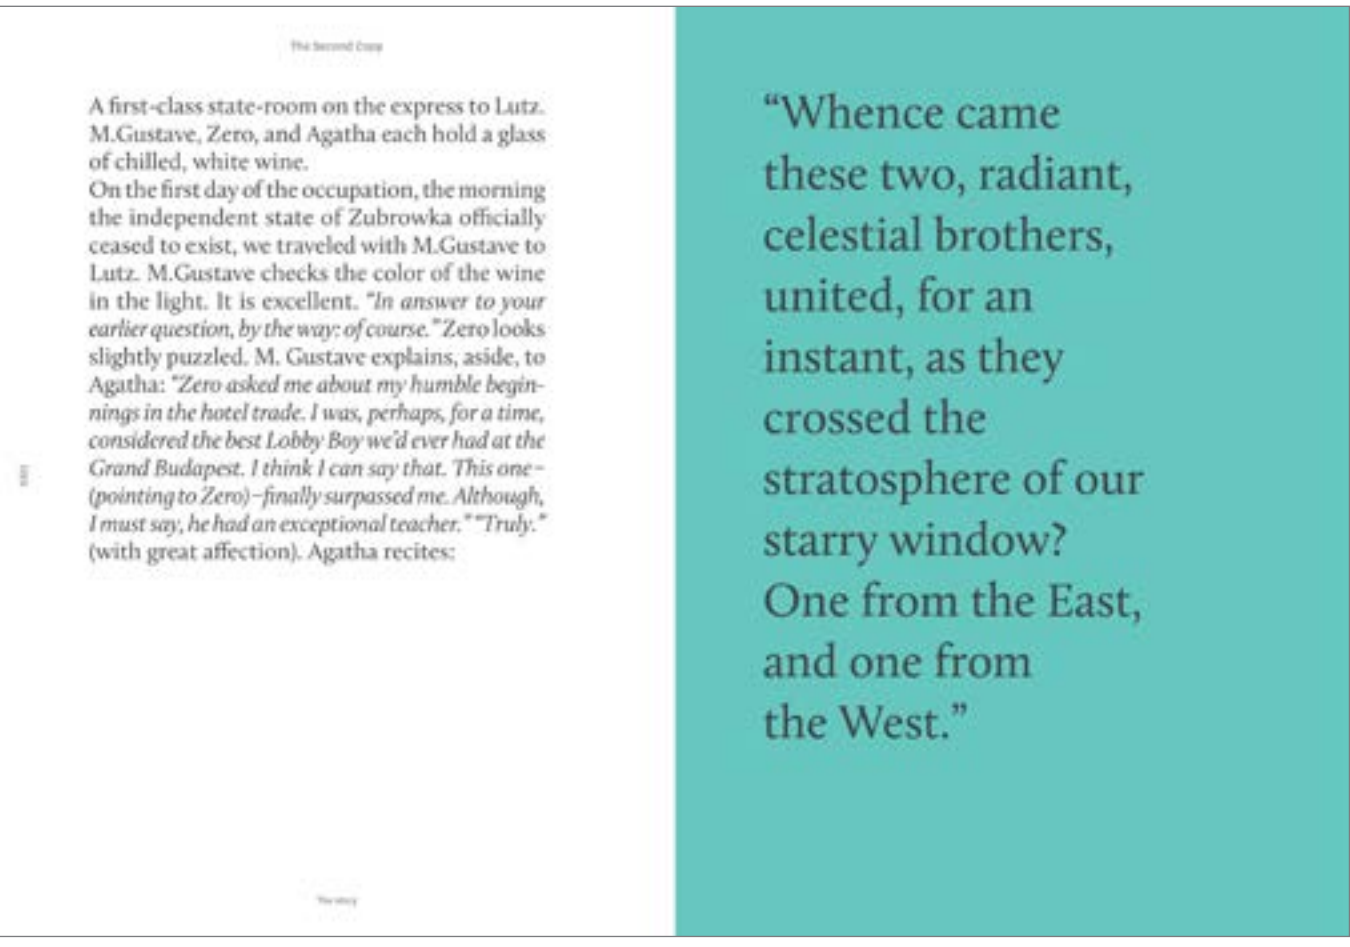 The Second Copy
A first-class state-room on the express to Lutz.
M.Gustave, Zero, and Agatha each hold a glass
of chilled, white wine.
On the first day of the occupation, the morning
the independent state of Zubrowka officially
ceased to exist, we traveled with M.Gustave to
Lutz. M.Gustave checks the color of the wine
in the light. It is excellent. “In answer to your
earlier question, by the way: of course.” Zero looks
slightly puzzled. M. Gustave explains, aside, to
Agatha: “Zero asked me about my humble begin-
nings in the hotel trade. I was, perhaps, for a time,
considered the best Lobby Boy we’d ever had at the
Grand Budapest. I think I can say that. This one–
(pointing to Zero)–finally surpassed me. Although,
I must say, he had an exceptional teacher.” “Truly.”
(with great affection). Agatha recites:
The story
“Whence came
these two, radiant,
celestial brothers,
united, for an
instant, as they
crossed the
stratosphere of our
starry window?
One from the East,
and one from
the West.”